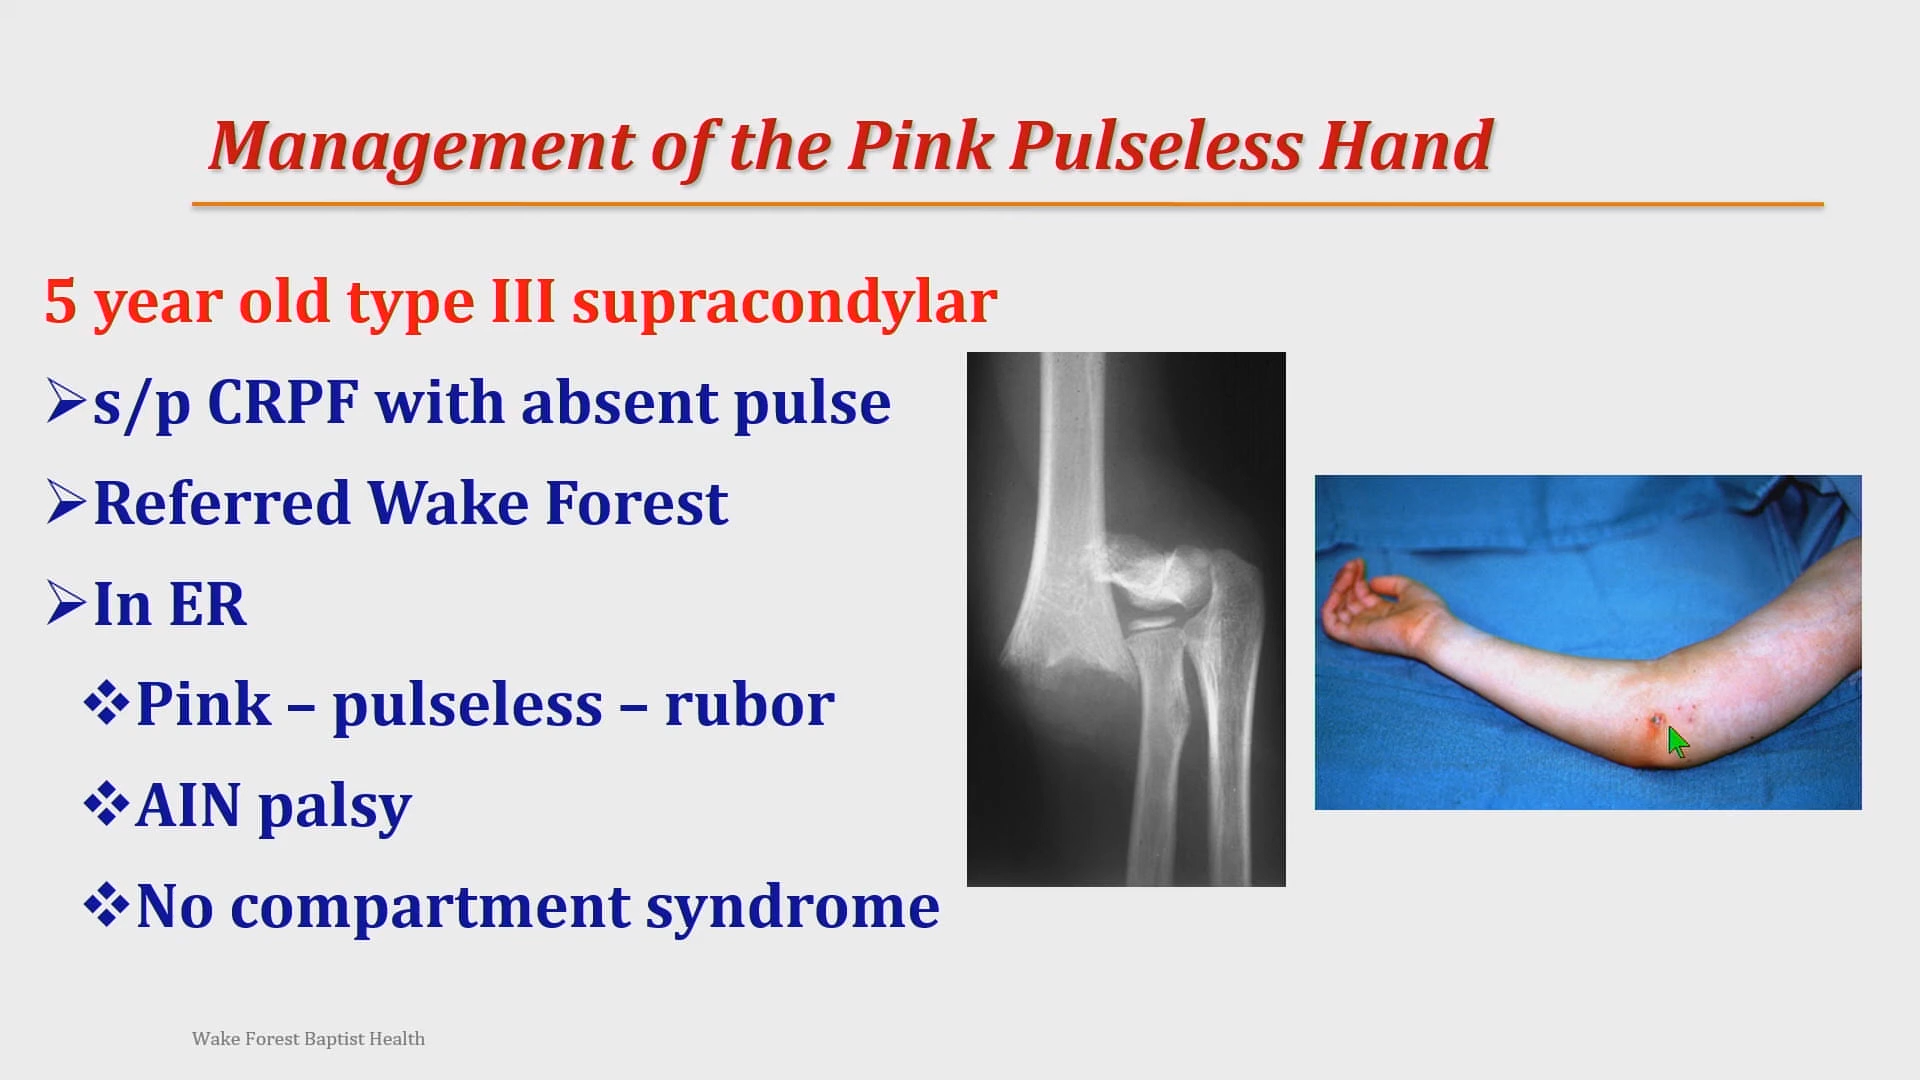 Management of the Pink Pulseless Hand
5 year old type III supracondylar
➢s/p CRPF with absent pulse
➢Referred Wake Forest
➢In ER
❖Pink – pulseless – rubor
❖AIN palsy
❖No compartment syndrome
Wake Forest Baptist Health